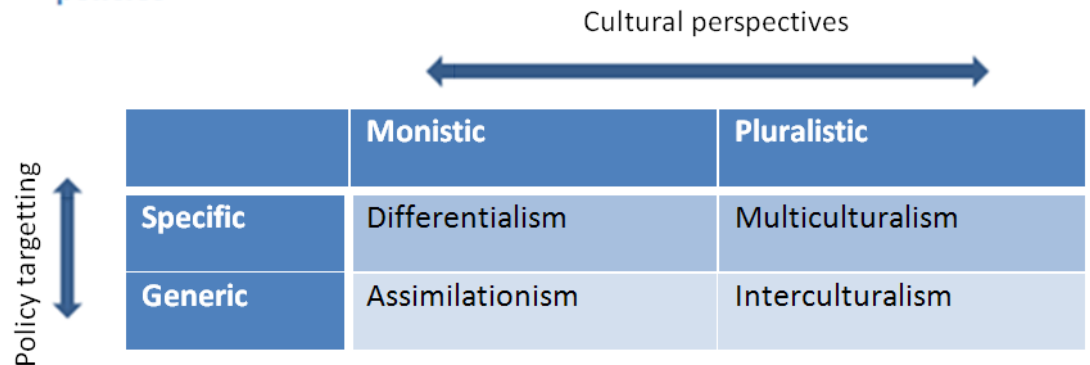 Cultural perspectives
Monistic Pluralistic
Policy targetting
Specific Differentialism Multiculturalism
Generic Assimilationism Interculturalism